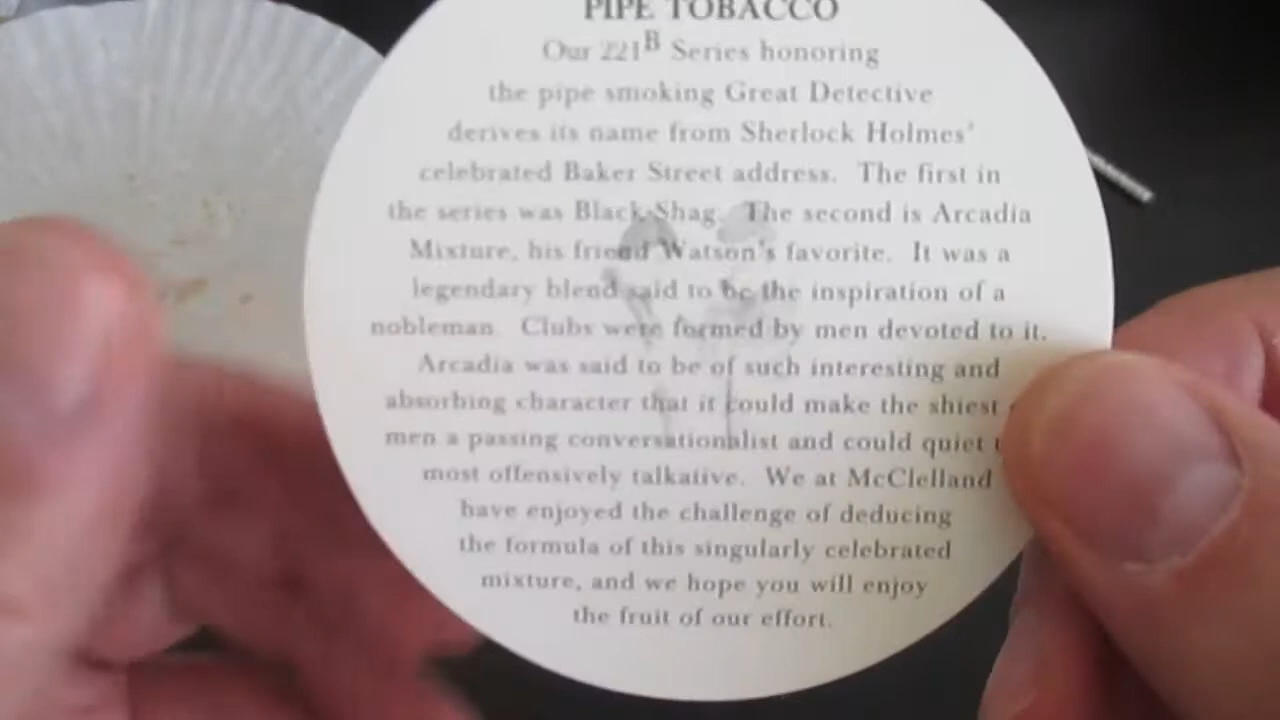 PIPE TOBACCO
Our 221B Series honoring
the pipe smoking Great Detective
derives its name from Sherlock Holmes'
celebrated Baker Street address. The first in
the series was Black Shag. The second is Arcadia
Mixture, his friend Watson's favorite. It was a
legendary blend said to be the inspiration of a
nobleman. Clubs were formed by men devoted to it.
Arcadia was said to be of such interesting and
absorbing character that it could make the shiest
men a passing conversationalist and could quiet
most offensively talkative. We at McClelland
have enjoyed the challenge of deducing
the formula of this singularly celebrated
mixture, and we hope you will enjoy
the fruit of our effort.